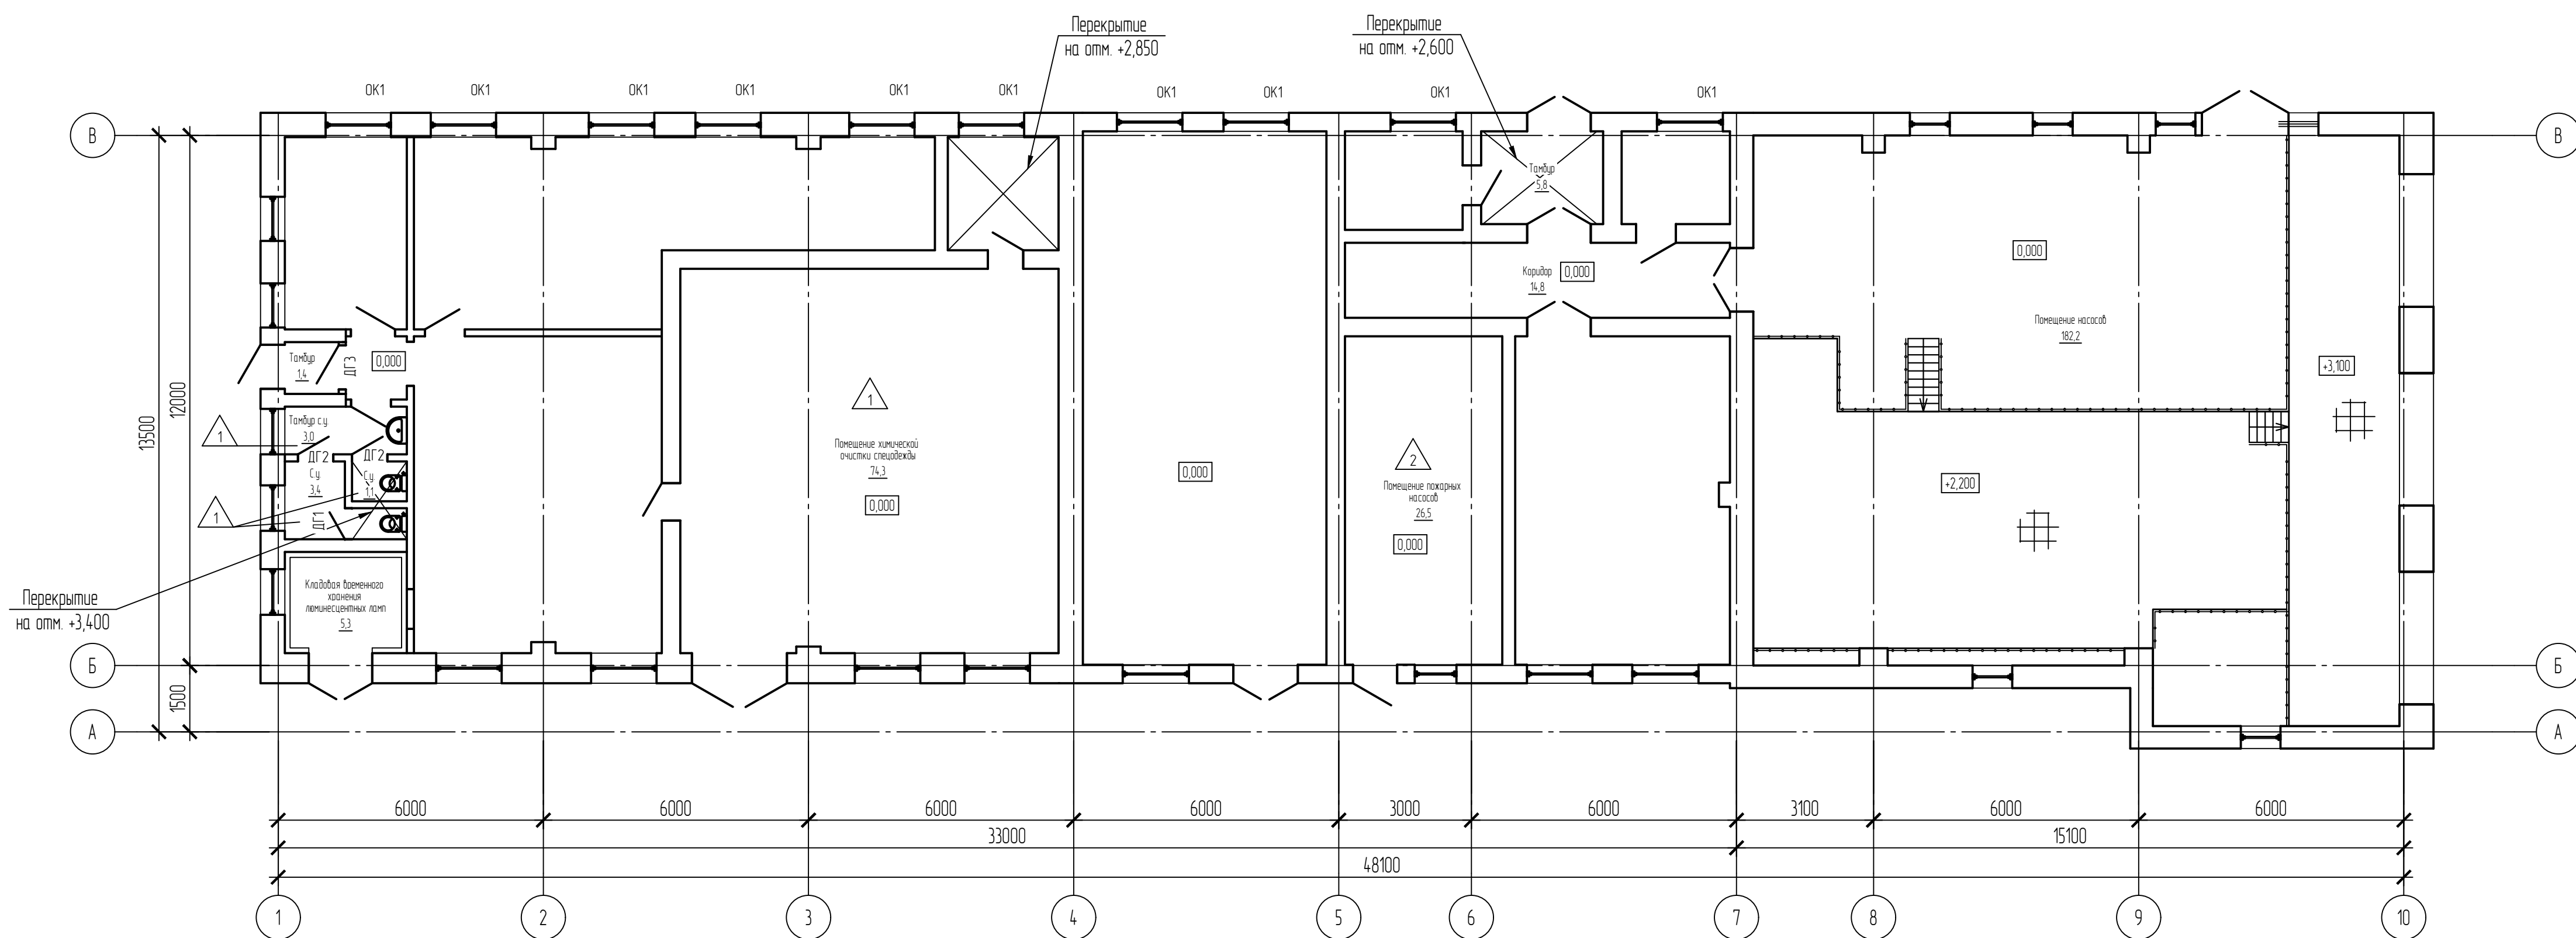 Перекрытие
на отм. +2,850
Перекрытие
на отм. +2,600
ОК1
ОК1
ОК1
ОК1
ОК1
ОК1
ОК1
ОК1
ОК1
ОК1
В
В
Тамбур
5,8
0,000
Коридор
0,000
14,8
Помещение насосов
182,2
Тамбур
1,4
ДГ3
0,000
+3,100
12000
13500
1
1
Тамбур с.у
3,0
ДГ2
ДГ2
С.у
3,4
С.у.
1,1
Помещение химической
очистки спецодежды
74,3
0,000
0,000
2
Помещение пожарных
насосов
26,5
0,000
+2,200
1
ДГ1
Кладовая временного
хранения
люминесцентных ламп
5,3
Перекрытие
на отм. +3,400
Б
Б
1500
А
А
6000
6000
6000
6000
3000
6000
3100
6000
6000
33000
15100
48100
1
2
3
4
5
6
7
8
9
10